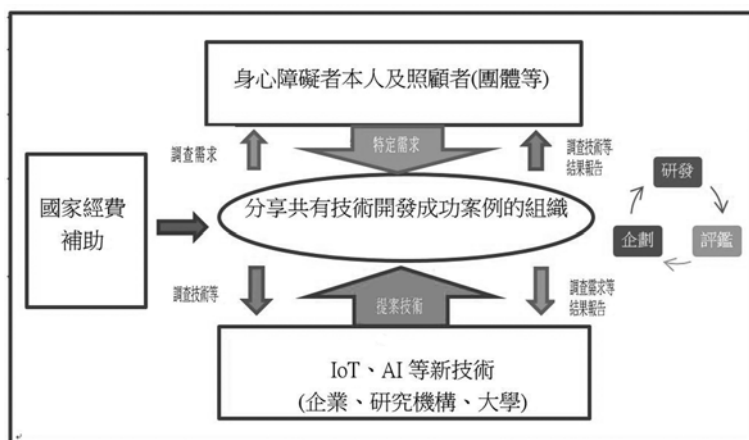 身心障礙者本人及照顧者(團體等)
調查需求
特定需求
調查技術等
結果報告
國家經費
補助
分享共有技術開發成功案例的組織
研發
企劃
評鑑
調查技術等
提案技術
調查需求等
結果報告
IoT、AI 等新技術
(企業、研究機構、大學)